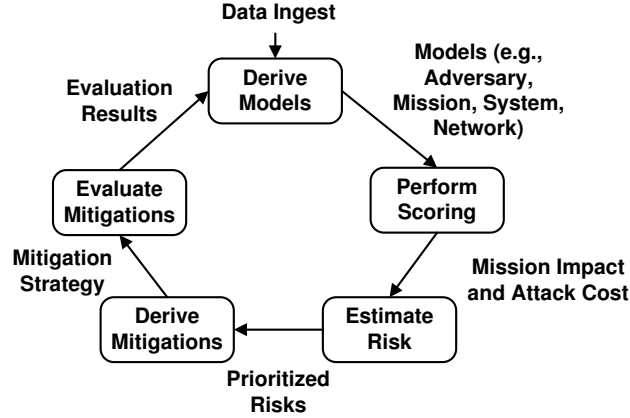 Data Ingest
Derive
Models
Models (e.g.,
Adversary,
Mission, System,
Network)
Perform
Scoring
Mission Impact
and Attack Cost
Estimate
Risk
Prioritized
Risks
Derive
Mitigations
Mitigation
Strategy
Evaluate
Mitigations
Evaluation
Results